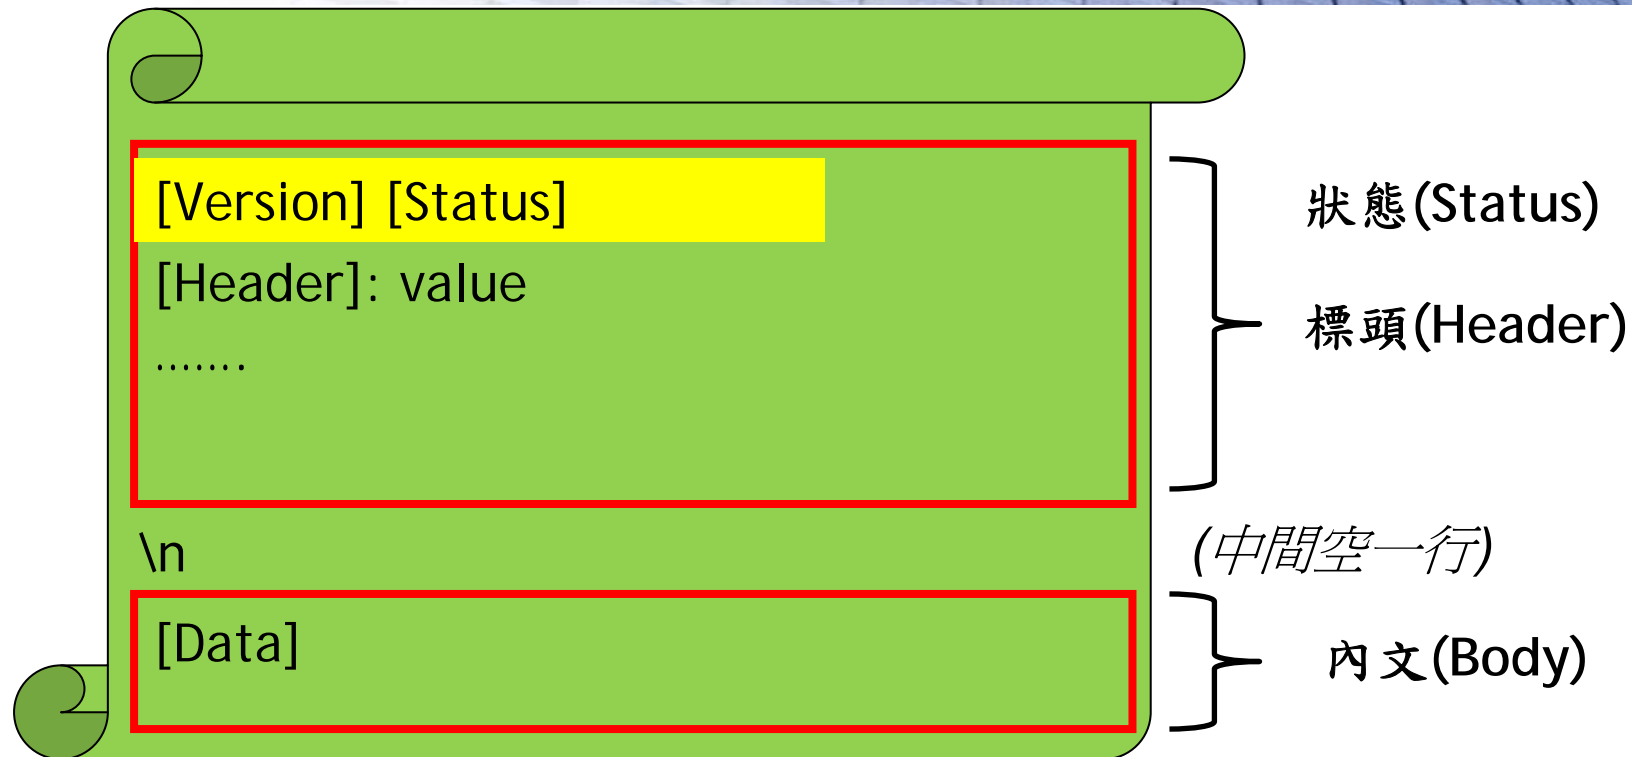 [Version] [Status]
狀態(Status)
[Header]: value
標頭(Header)
.......
\n
(中間空一行)
[Data]
內文(Body)